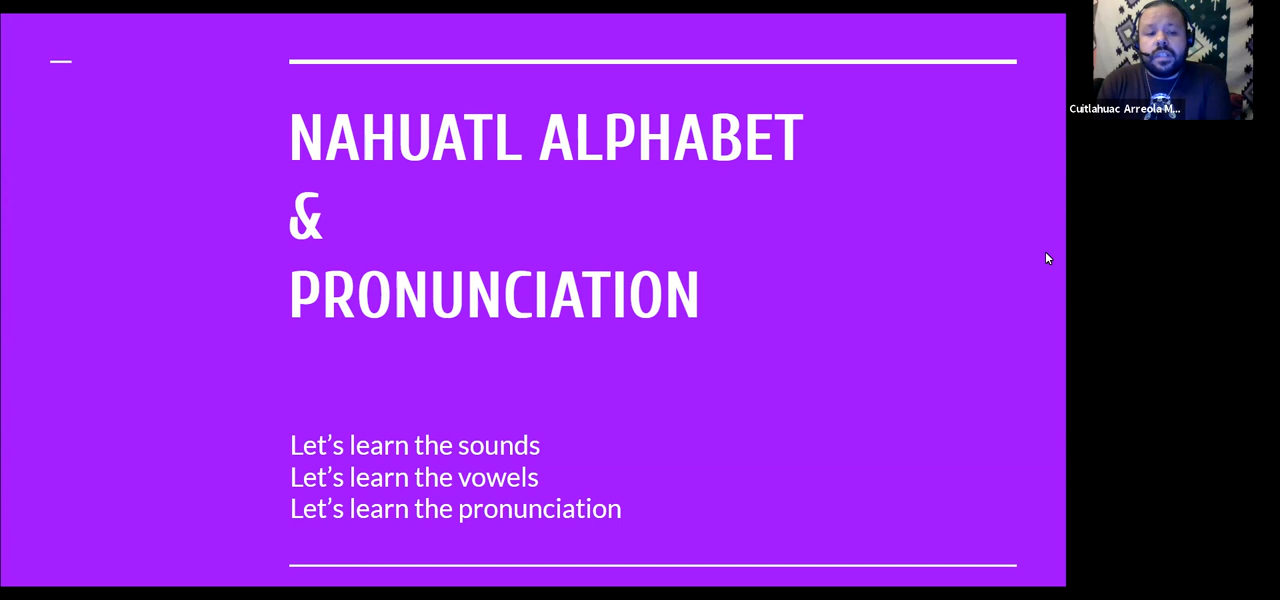 NAHUATL ALPHABET
&
PRONUNCIATION
Let’s learn the sounds
Let’s learn the vowels
Let’s learn the pronunciation
Cuitlahuac Arreola M...